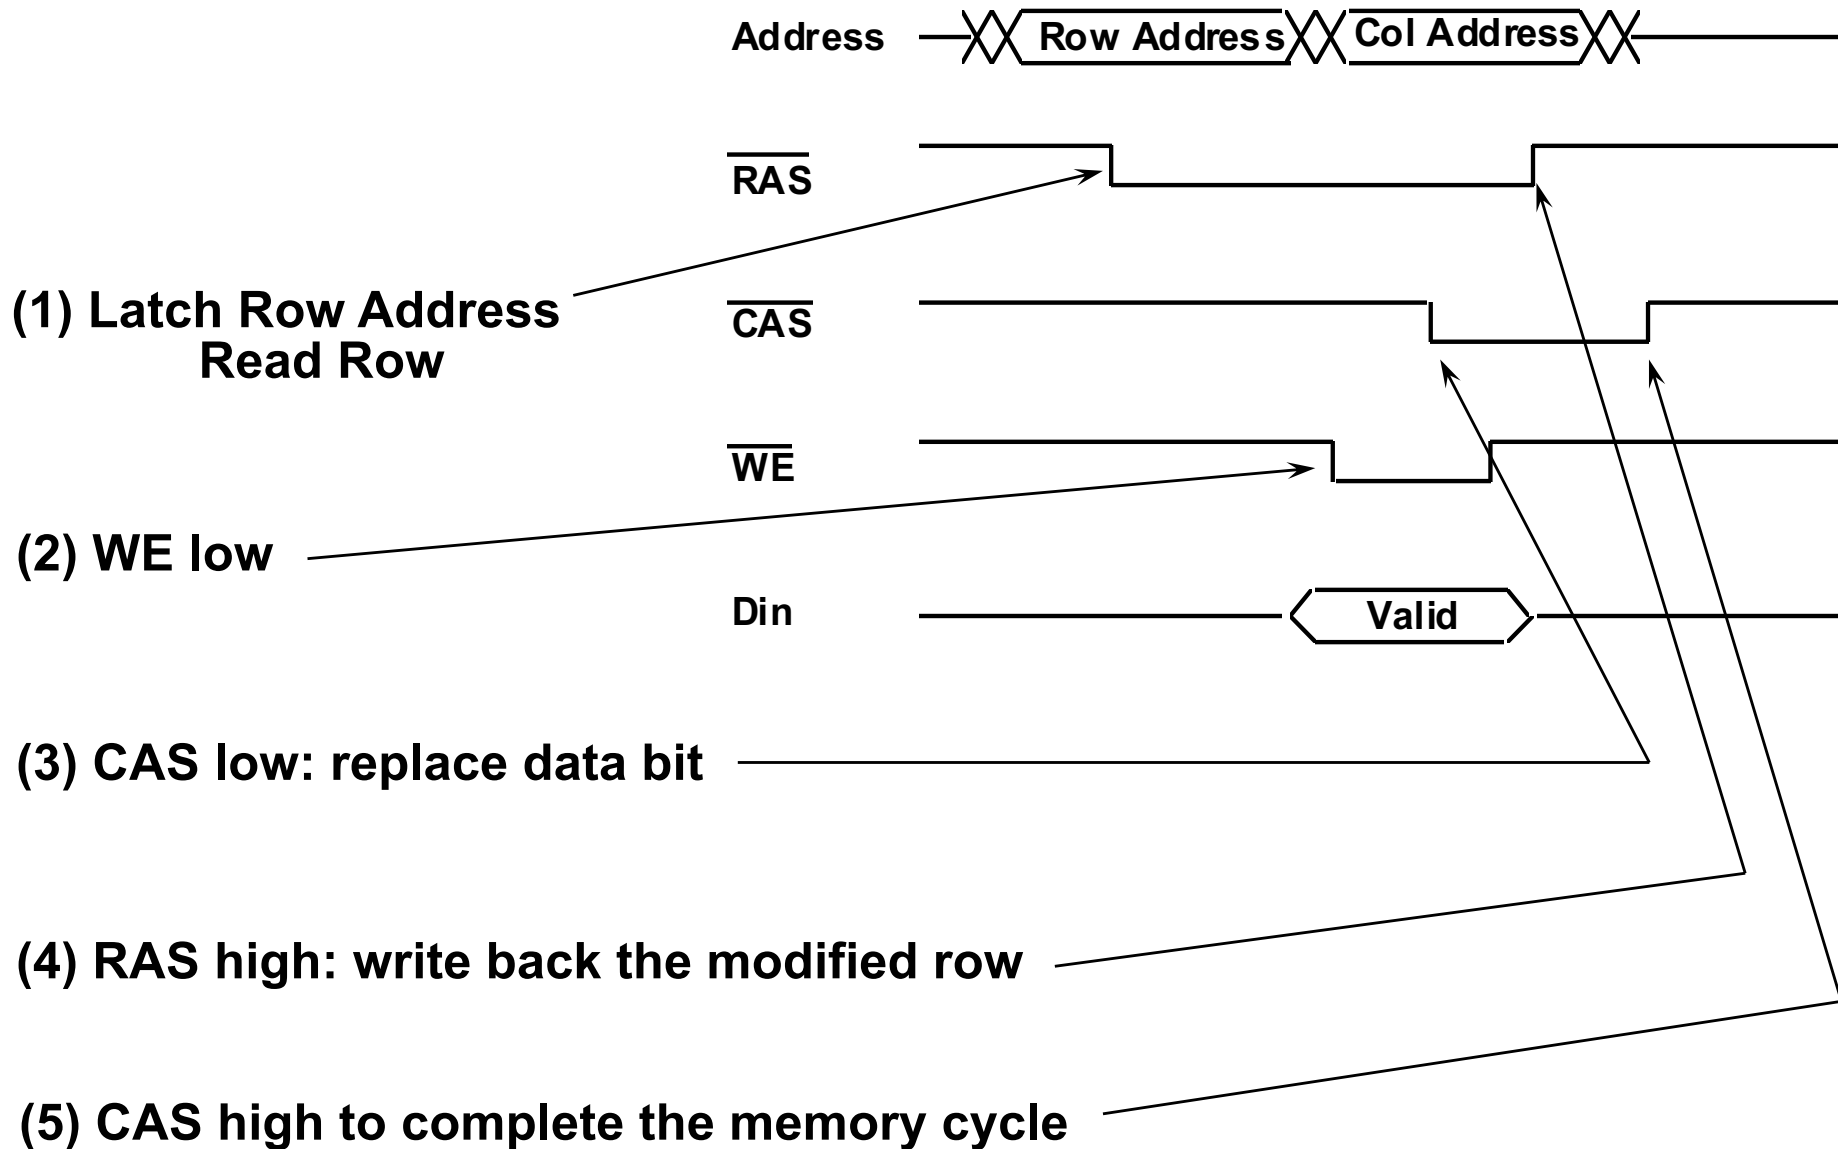 Address Row Address Col Address
RAS
(1) Latch Row Address
Read Row
CAS
WE
(2) WE low
Din Valid
(3) CAS low: replace data bit
(4) RAS high: write back the modified row
(5) CAS high to complete the memory cycle